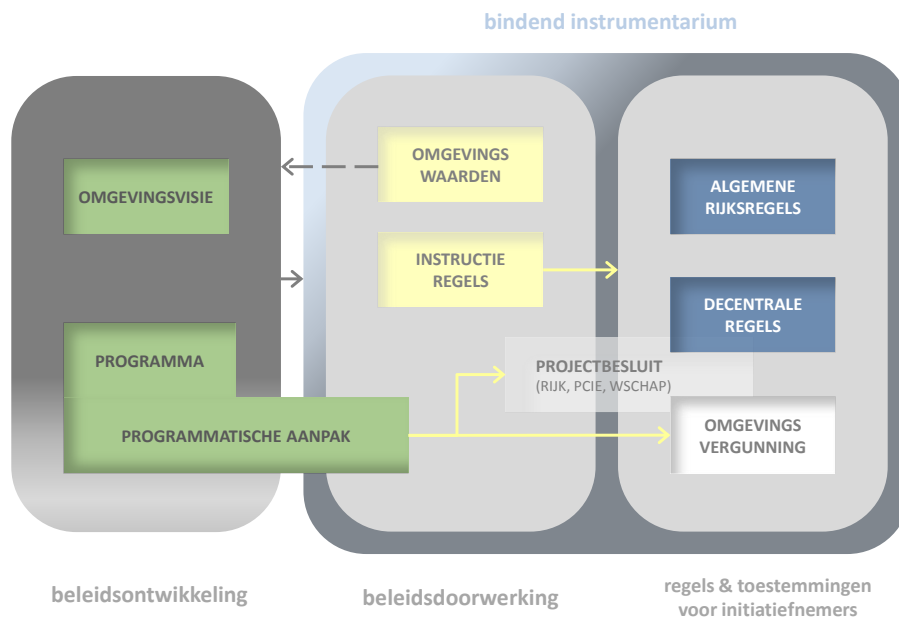 bindend instrumentarium
OMGEVINGSVISIE
PROGRAMMA
PROGRAMMATISCHE AANPAK
OMGEVINGS
WAARDEN
INSTRUCTIE
REGELS
PROJECTBESLUIT
(RIJK, PCIE, WSCHAP)
ALGEMENE
RIJKSREGELS
DECENTRALE
REGELS
OMGEVINGS
VERGUNNING
beleidsontwikkeling
beleidsdoorwerking
regels & toestemmingen
voor initiatiefnemers